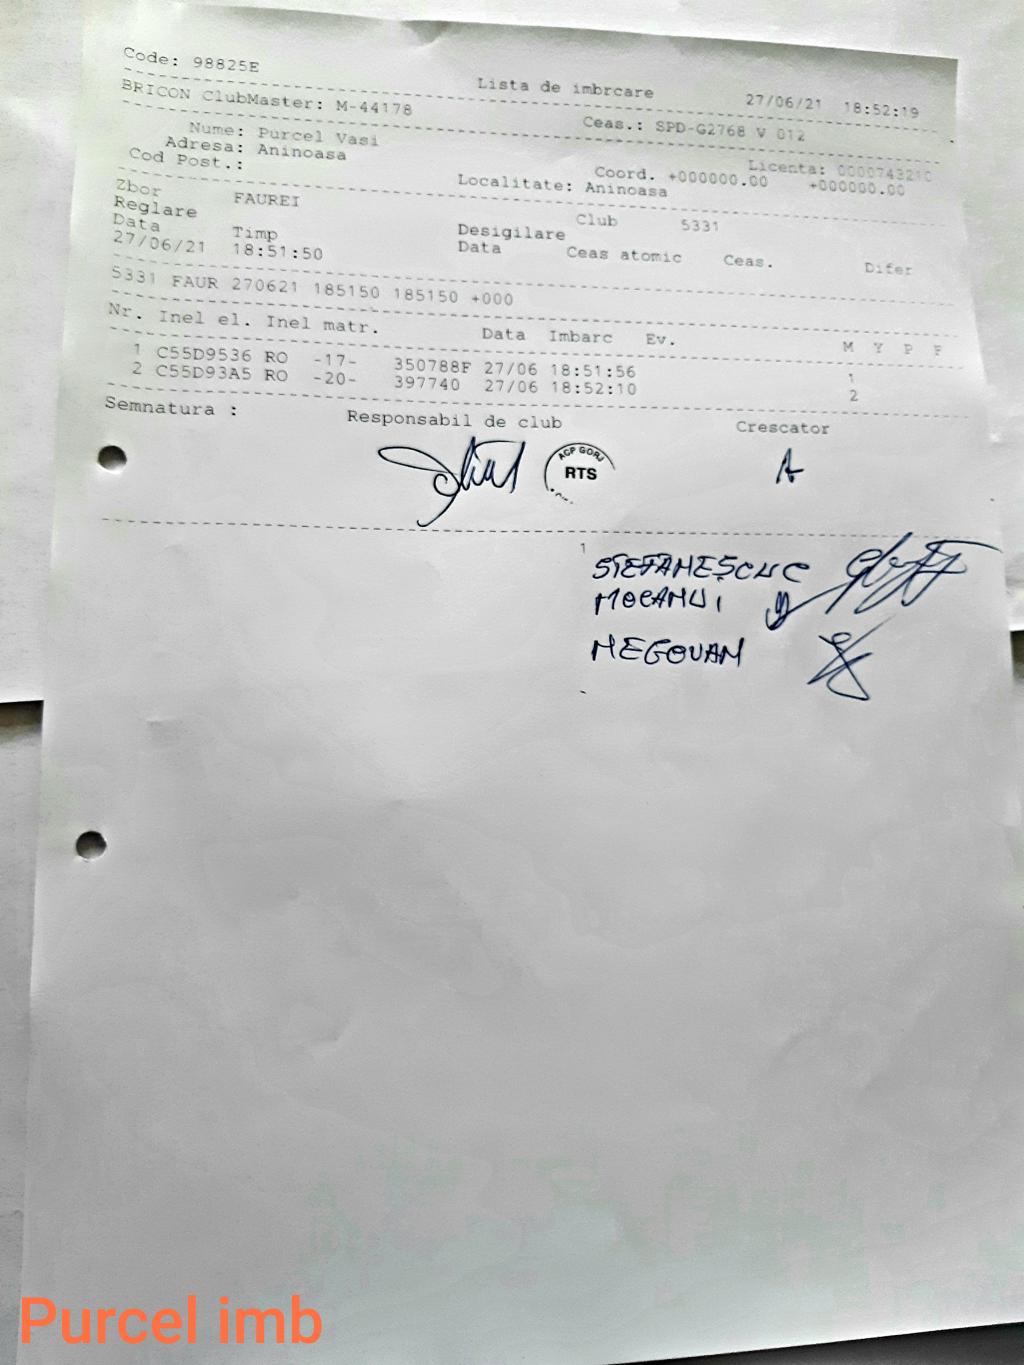 Code: 98825E
Lista de imbrcare 27/06/21 18:52:19
BRICON ClubMaster: M-44178 Ceas.: SPD-G2768 V 012
Nume: Purcel Vasi Licenta: 0000743210
Adresa: Aninoasa Coord. +000000.00 +000000.00
Cod Post.: Localitate: Aninoasa
Zbor FAUREI Club 5331
Reglare Desigilare
Data Timp Data Ceas atomic Ceas. Difer
27/06/21 18:51:50
5331 FAUR 270621 185150 185150 +000
Nr. Inel el. Inel matr. Data Imbarc Ev. M Y P F
1 C55D9536 RO -17- 350788F 27/06 18:51:56 1
2 C55D93A5 RO -20- 397740 27/06 18:52:10 2
Semnatura : Responsabil de club Crescator
ACP GORJ
RTS
1
STEFANEȘCU C
MOCANU I
NEGOVAN
Purcel imb